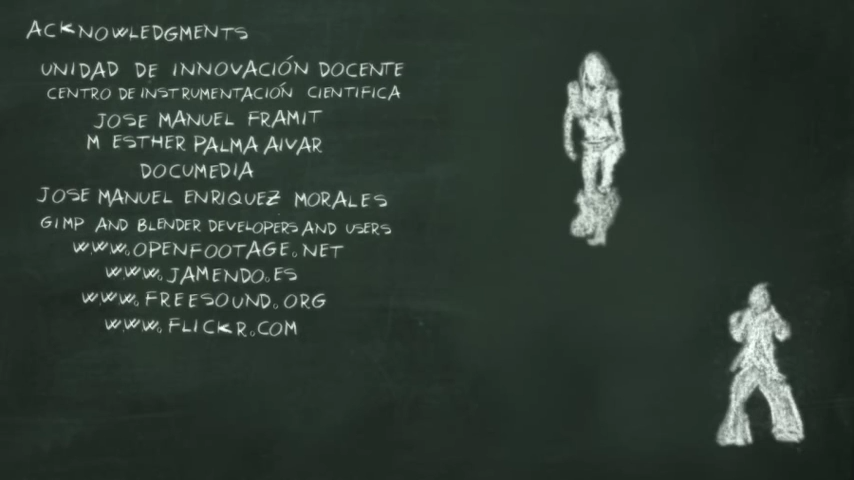 ACKNOWLEDGMENTS
UNIDAD DE INNOVACIÓN DOCENTE
CENTRO DE INSTRUMENTACIÓN CIENTIFICA
JOSE MANUEL FRAMIT
M ESTHER PALMA AIVAR
DOCUMEDIA
JOSE MANUEL ENRIQUEZ MORALES
GIMP AND BLENDER DEVELOPERS AND USERS
WWW.OPENFOOTAGE.NET
WWW.JAMENDO.ES
WWW.FREESOUND.ORG
WWW.FLICKR.COM